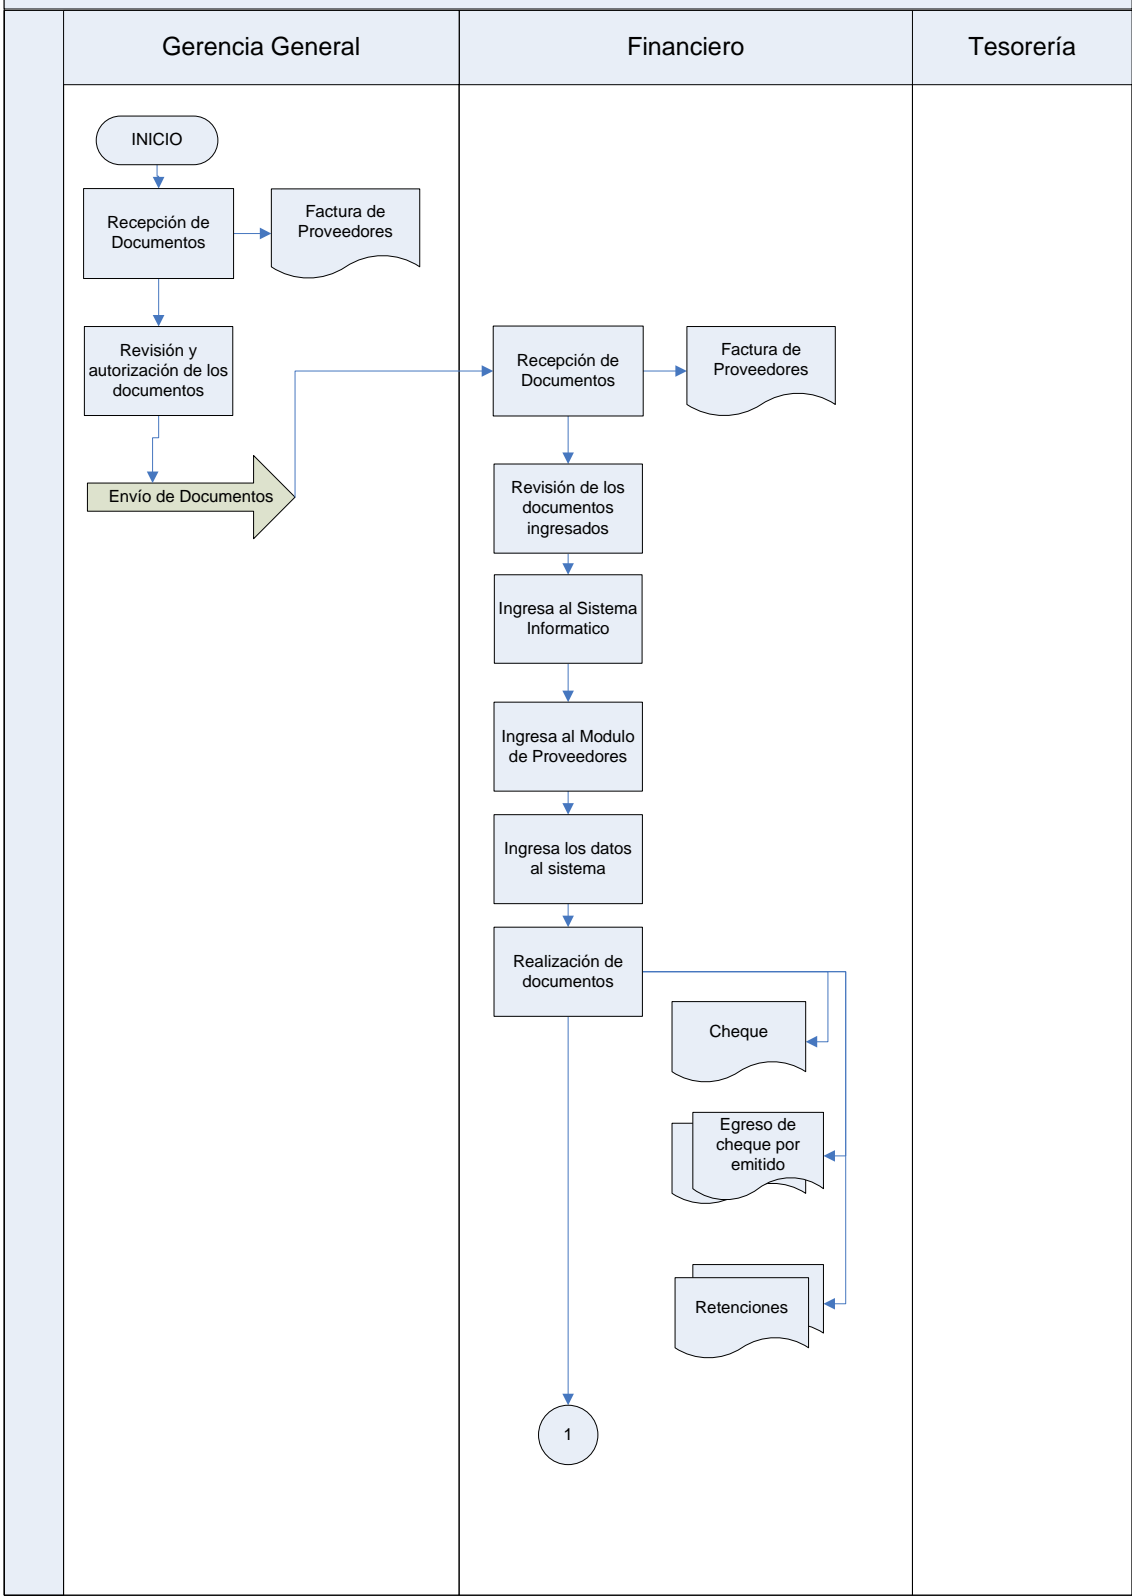 Gerencia General
Financiero
Tesorería
INICIO
Recepción de
Documentos
Factura de
Proveedores
Revisión y
autorización de los
documentos
Envío de Documentos
Recepción de
Documentos
Factura de
Proveedores
Revisión de los
documentos
ingresados
Ingresa al Sistema
Informatico
Ingresa al Modulo
de Proveedores
Ingresa los datos
al sistema
Realización de
documentos
Cheque
Egreso de
cheque por
emitido
Retenciones
1